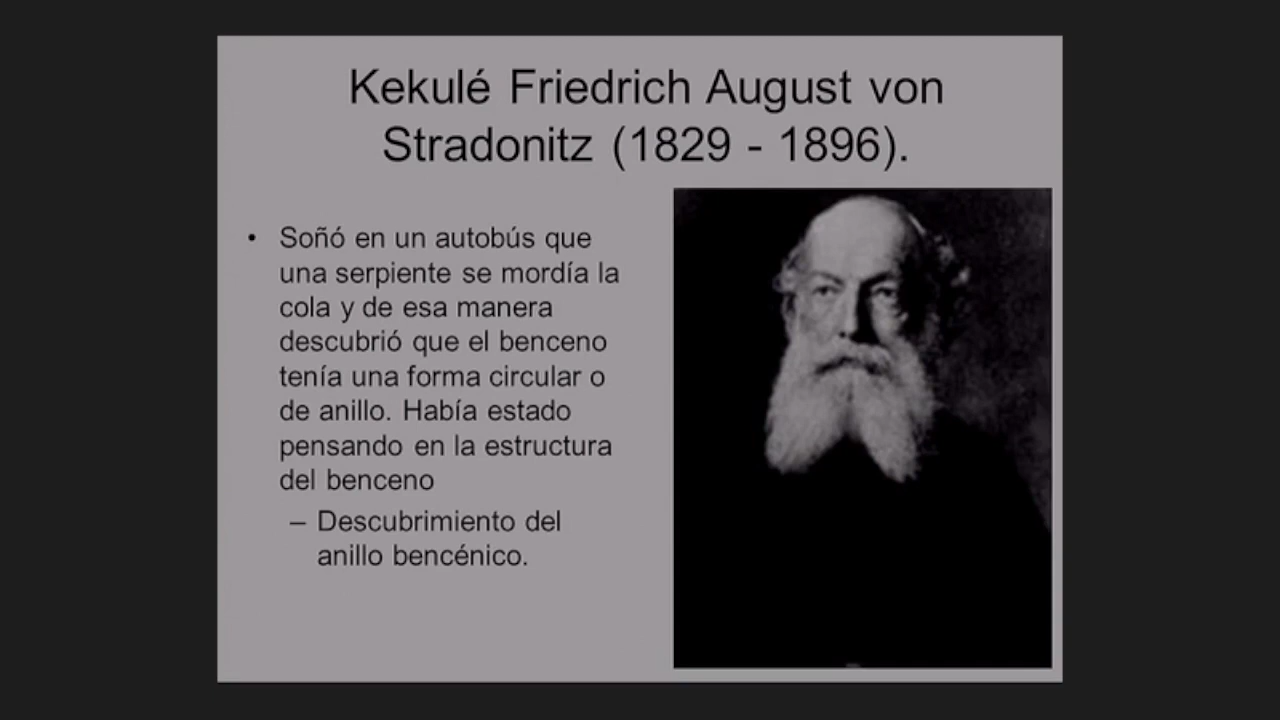 Kekulé Friedrich August von
Stradonitz (1829 - 1896).
• Soñó en un autobús que
una serpiente se mordía la
cola y de esa manera
descubrió que el benceno
tenía una forma circular o
de anillo. Había estado
pensando en la estructura
del benceno
– Descubrimiento del
anillo bencénico.